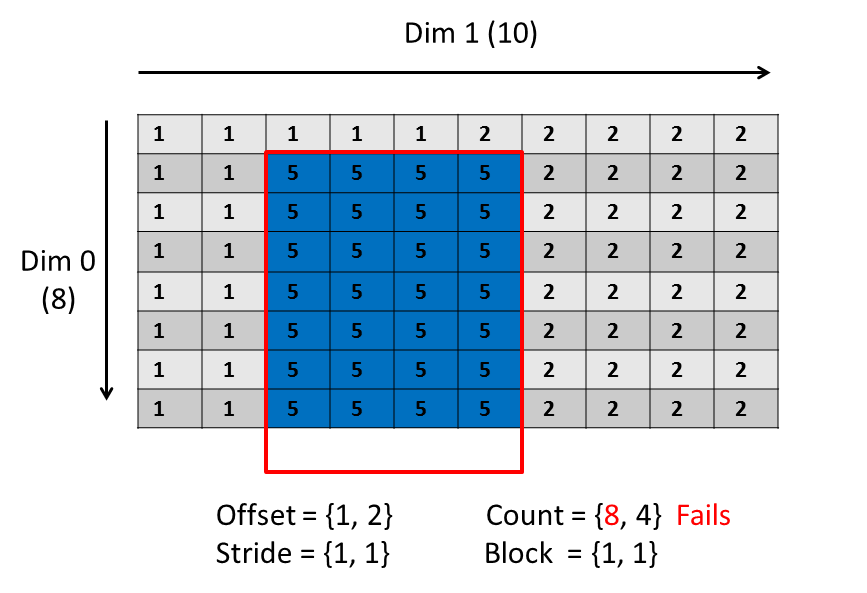 Dim 1 (10)
1 1 1 1 1 2 2 2 2 2
1 1 5 5 5 5 2 2 2 2
1 1 5 5 5 5 2 2 2 2
1 1 5 5 5 5 2 2 2 2
Dim 0
(8)
1 1 5 5 5 5 2 2 2 2
1 1 5 5 5 5 2 2 2 2
1 1 5 5 5 5 2 2 2 2
1 1 5 5 5 5 2 2 2 2
Offset = {1, 2} Count = {8, 4} Fails
Stride = {1, 1} Block = {1, 1}